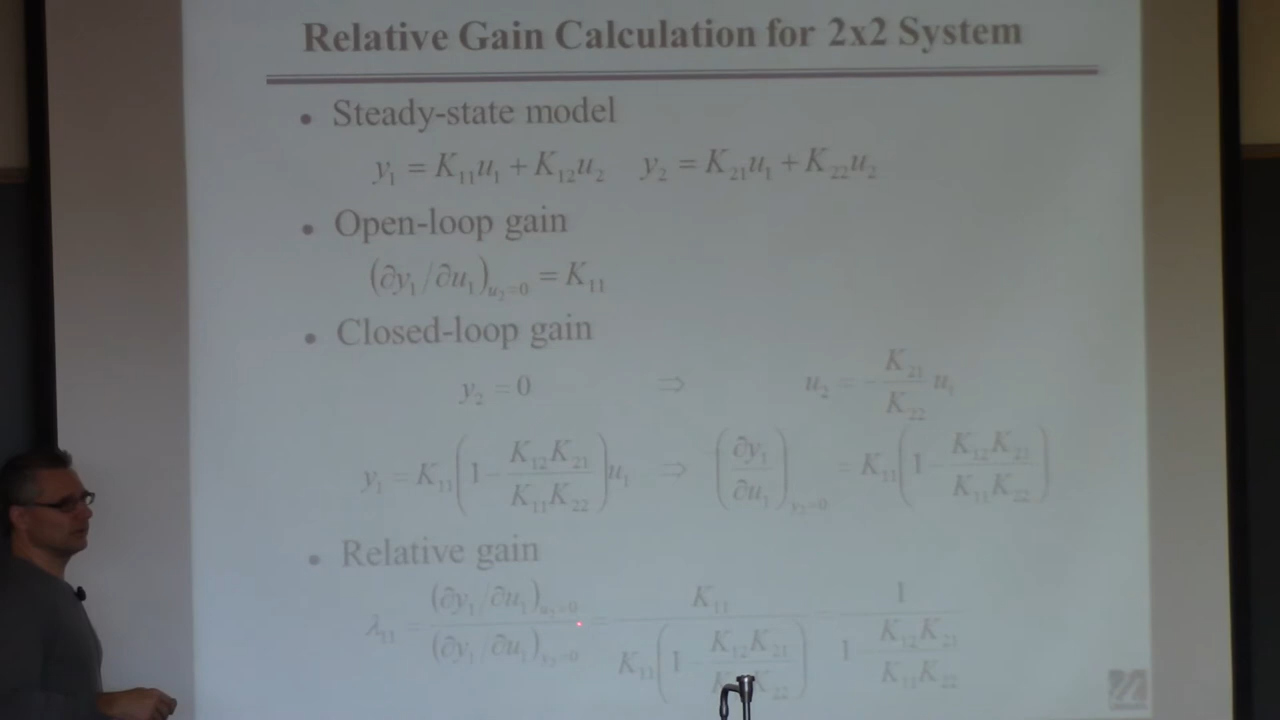 Relative Gain Calculation for 2x2 System
• Steady-state model
y₁ = K₁₁u₁ + K₁₂u₂ y₂ = K₂₁u₁ + K₂₂u₂
• Open-loop gain
(∂y₁/∂u₁)_{u₂=0} = K₁₁
• Closed-loop gain
y₂ = 0 ⇒ u₂ = -(K₂₁/K₂₂) u₁
y₁ = K₁₁(1 - K₁₂K₂₁/K₁₁K₂₂)u₁ ⇒ (∂y₁/∂u₁)_{y₂=0} = K₁₁(1 - K₁₂K₂₁/K₁₁K₂₂)
• Relative gain
λ₁₁ = (∂y₁/∂u₁)_{u₂=0} / (∂y₁/∂u₁)_{y₂=0} = K₁₁ / K₁₁(1 - K₁₂K₂₁/K₁₁K₂₂) = 1 / (1 - K₁₂K₂₁/K₁₁K₂₂)